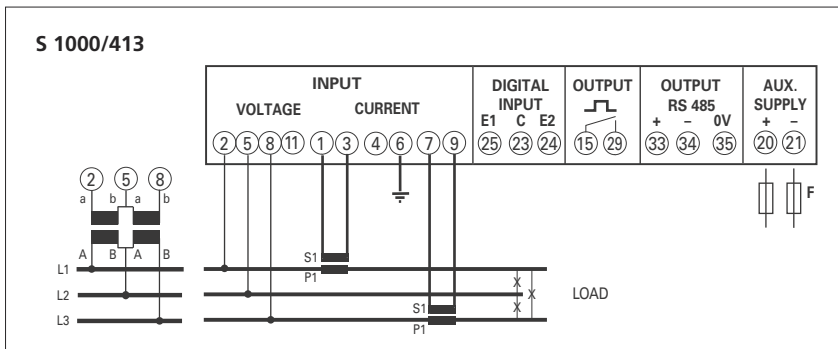 S 1000/413
INPUT
VOLTAGE CURRENT
DIGITAL
INPUT
E1 C E2
OUTPUT
OUTPUT
RS 485
+ – 0V
AUX.
SUPPLY
+ –
2 5 8 11 1 3 4 6 7 9 25 23 24 15 29 33 34 35 20 21
2 5 8
a b a b
F
A B A B
S1
P1
L1
L2
L3
X
X
X
LOAD
S1
P1